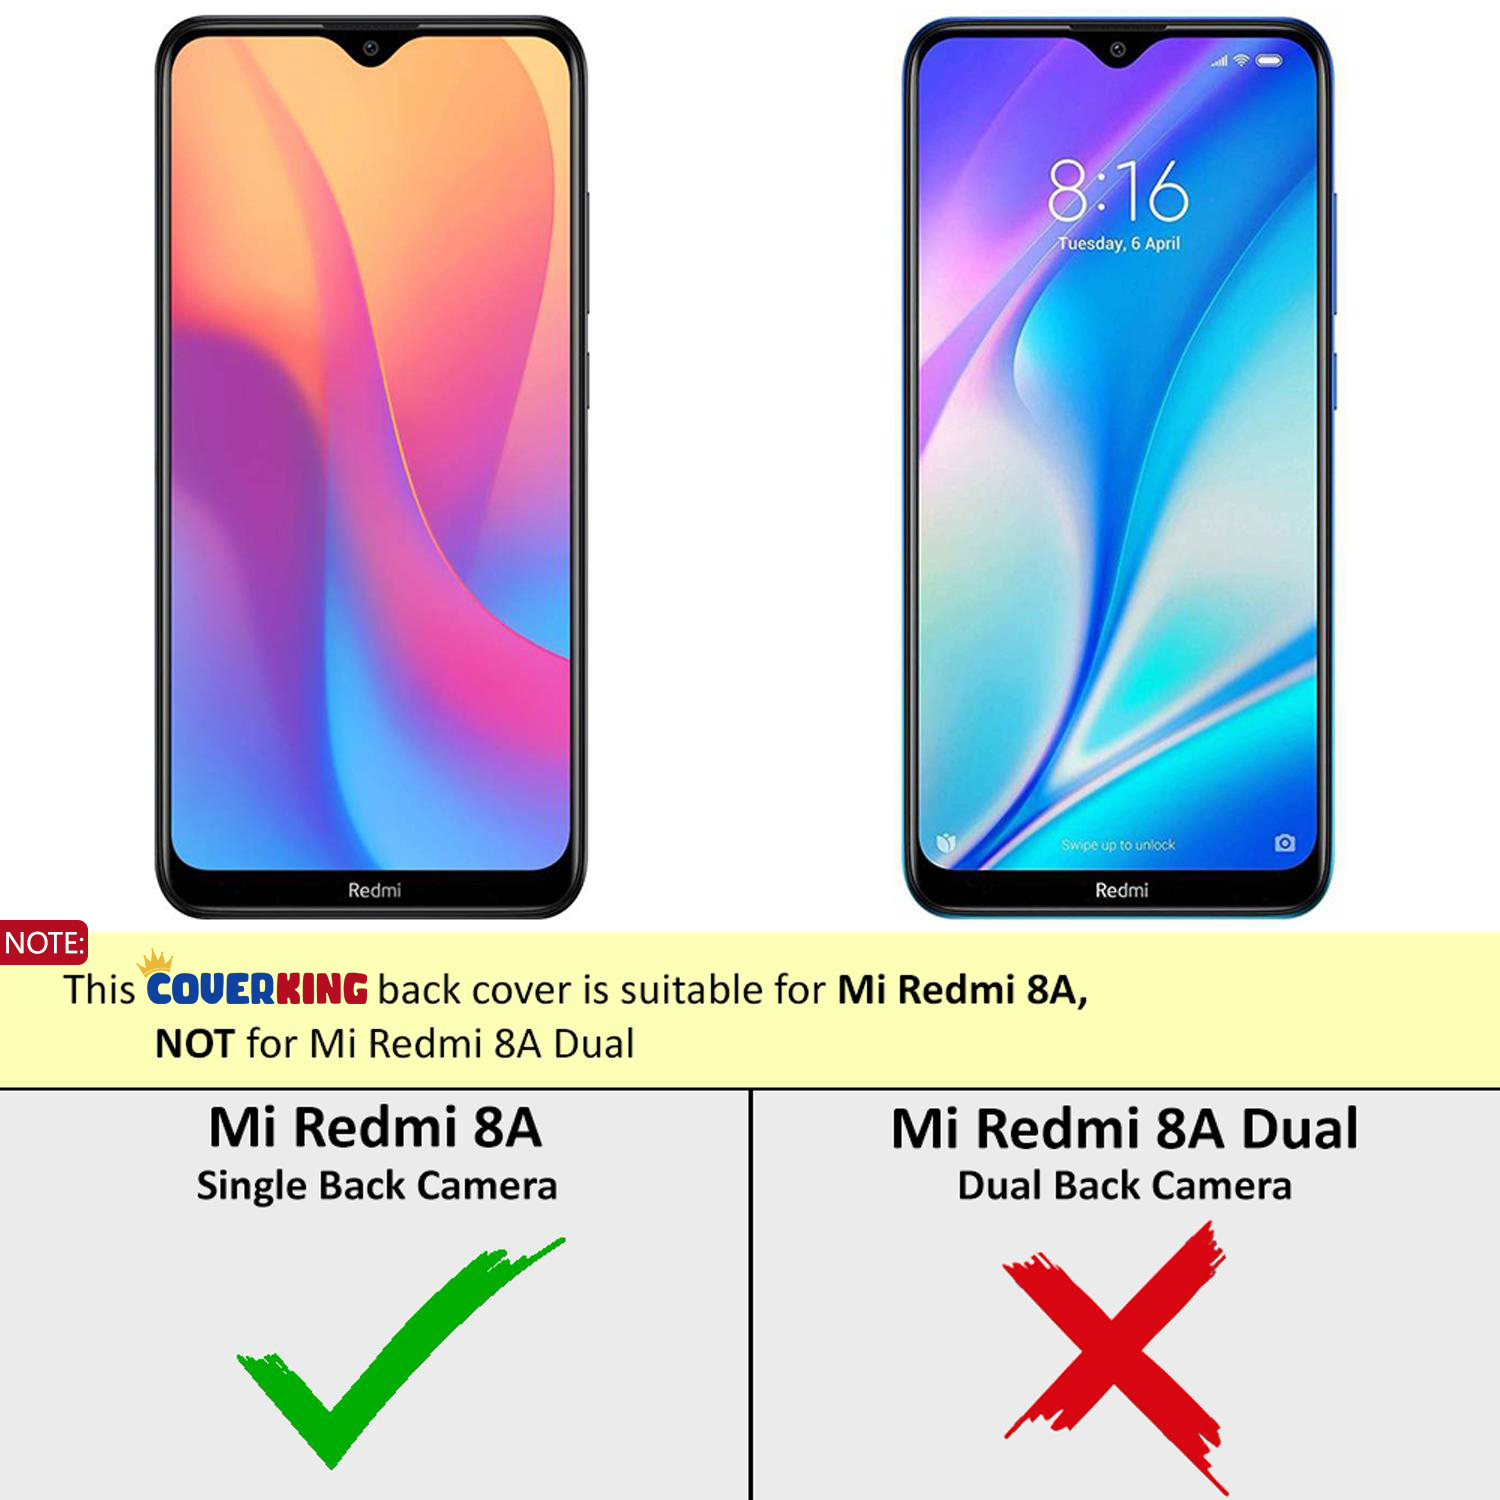 8:16
Tuesday, 6 April
Swipe up to unlock
Redmi
Redmi
NOTE:
This COVERKING back cover is suitable for Mi Redmi 8A,
NOT for Mi Redmi 8A Dual
Mi Redmi 8A
Single Back Camera
Mi Redmi 8A Dual
Dual Back Camera